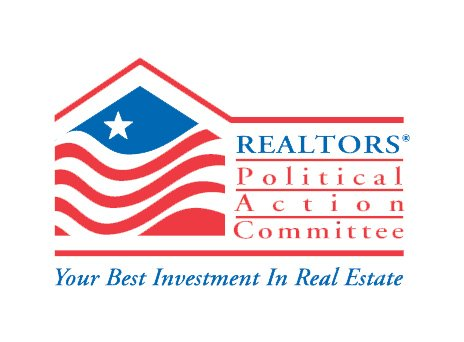 REALTORS®
Political
Action
Committee
Your Best Investment In Real Estate